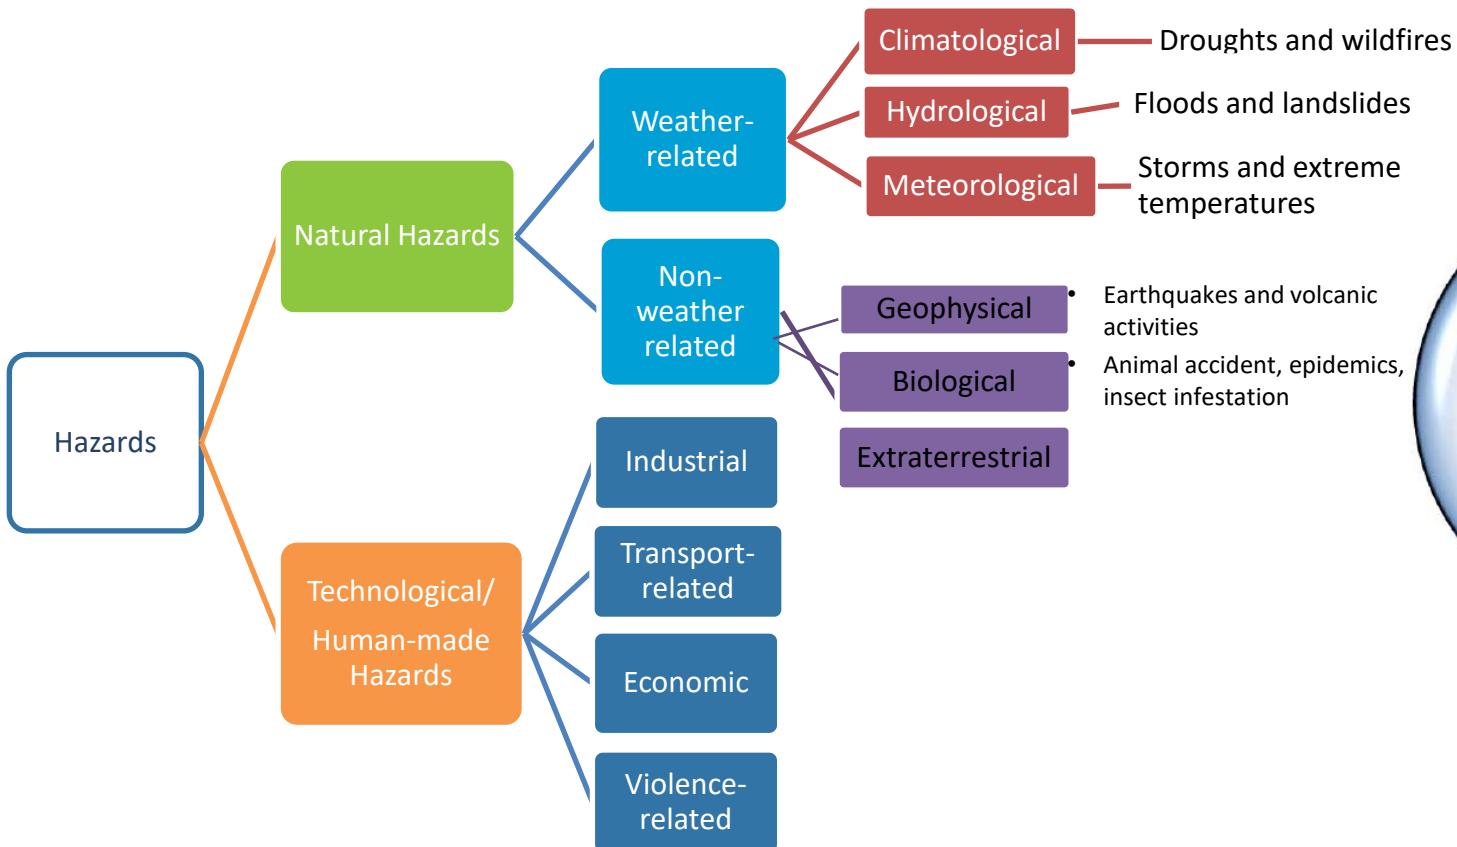 Hazards
Natural Hazards
Technological/
Human-made
Hazards
Weather-
related
Non-
weather
related
Industrial
Transport-
related
Economic
Violence-
related
Climatological
Hydrological
Meteorological
Geophysical
Biological
Extraterrestrial
Droughts and wildfires
Floods and landslides
Storms and extreme
temperatures
• Earthquakes and volcanic
activities
• Animal accident, epidemics,
insect infestation